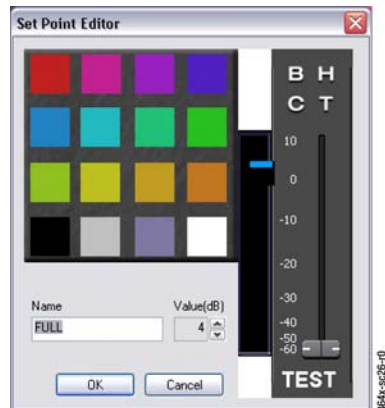 Set Point Editor
B H
C T
10
0
-10
-20
-30
-40
-50
-60
Name
Value(dB)
FULL
4
OK
Cancel
TEST
i64x-sc26-r0